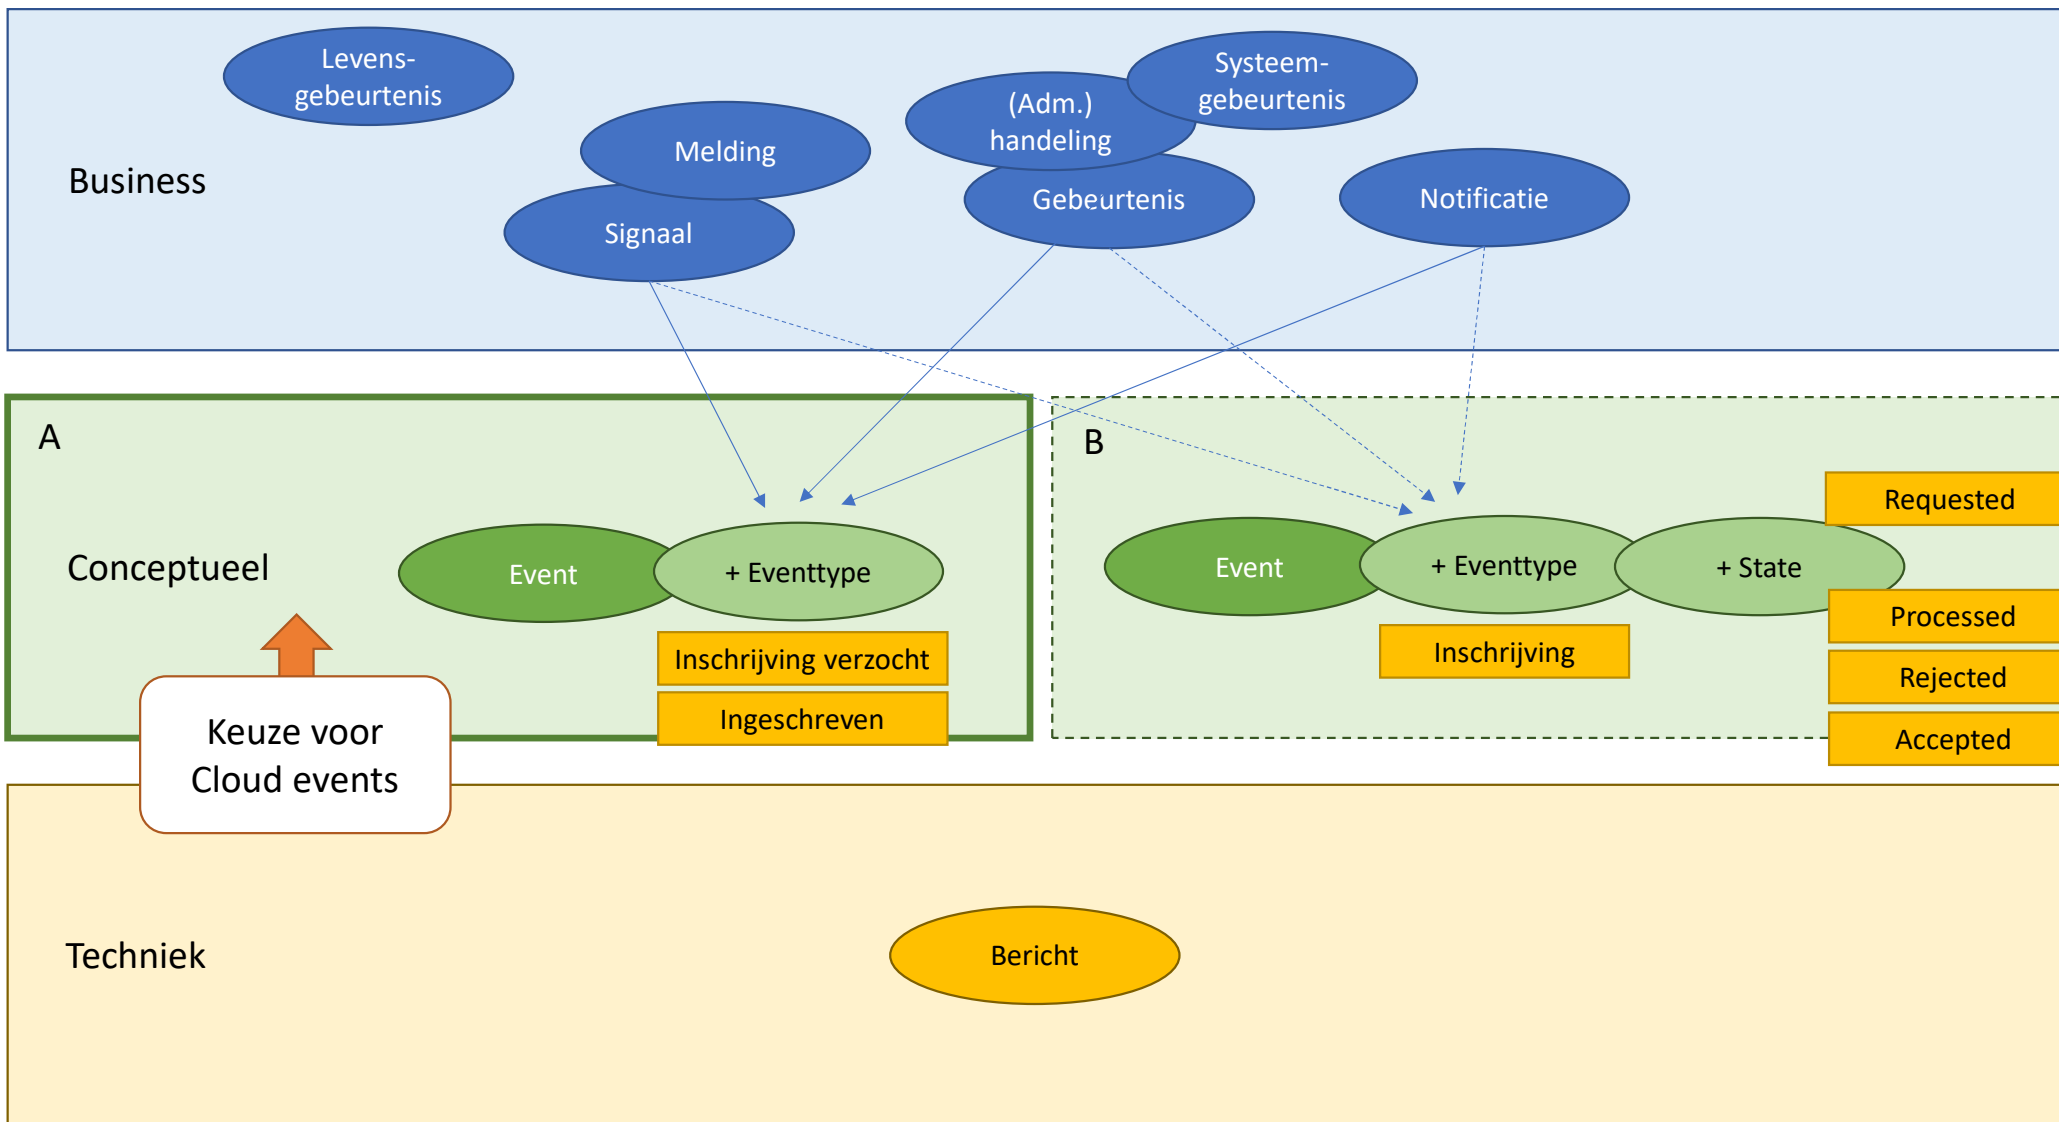 Levens-
gebeurtenis
Systeem-
gebeurtenis
(Adm.)
handeling
Melding
Business
Gebeurtenis
Notificatie
Signaal
A
B
Requested
Conceptueel
Event
+ Eventtype
Event
+ Eventtype
+ State
Processed
Inschrijving verzocht
Inschrijving
Rejected
Ingeschreven
Accepted
Keuze voor
Cloud events
Techniek
Bericht